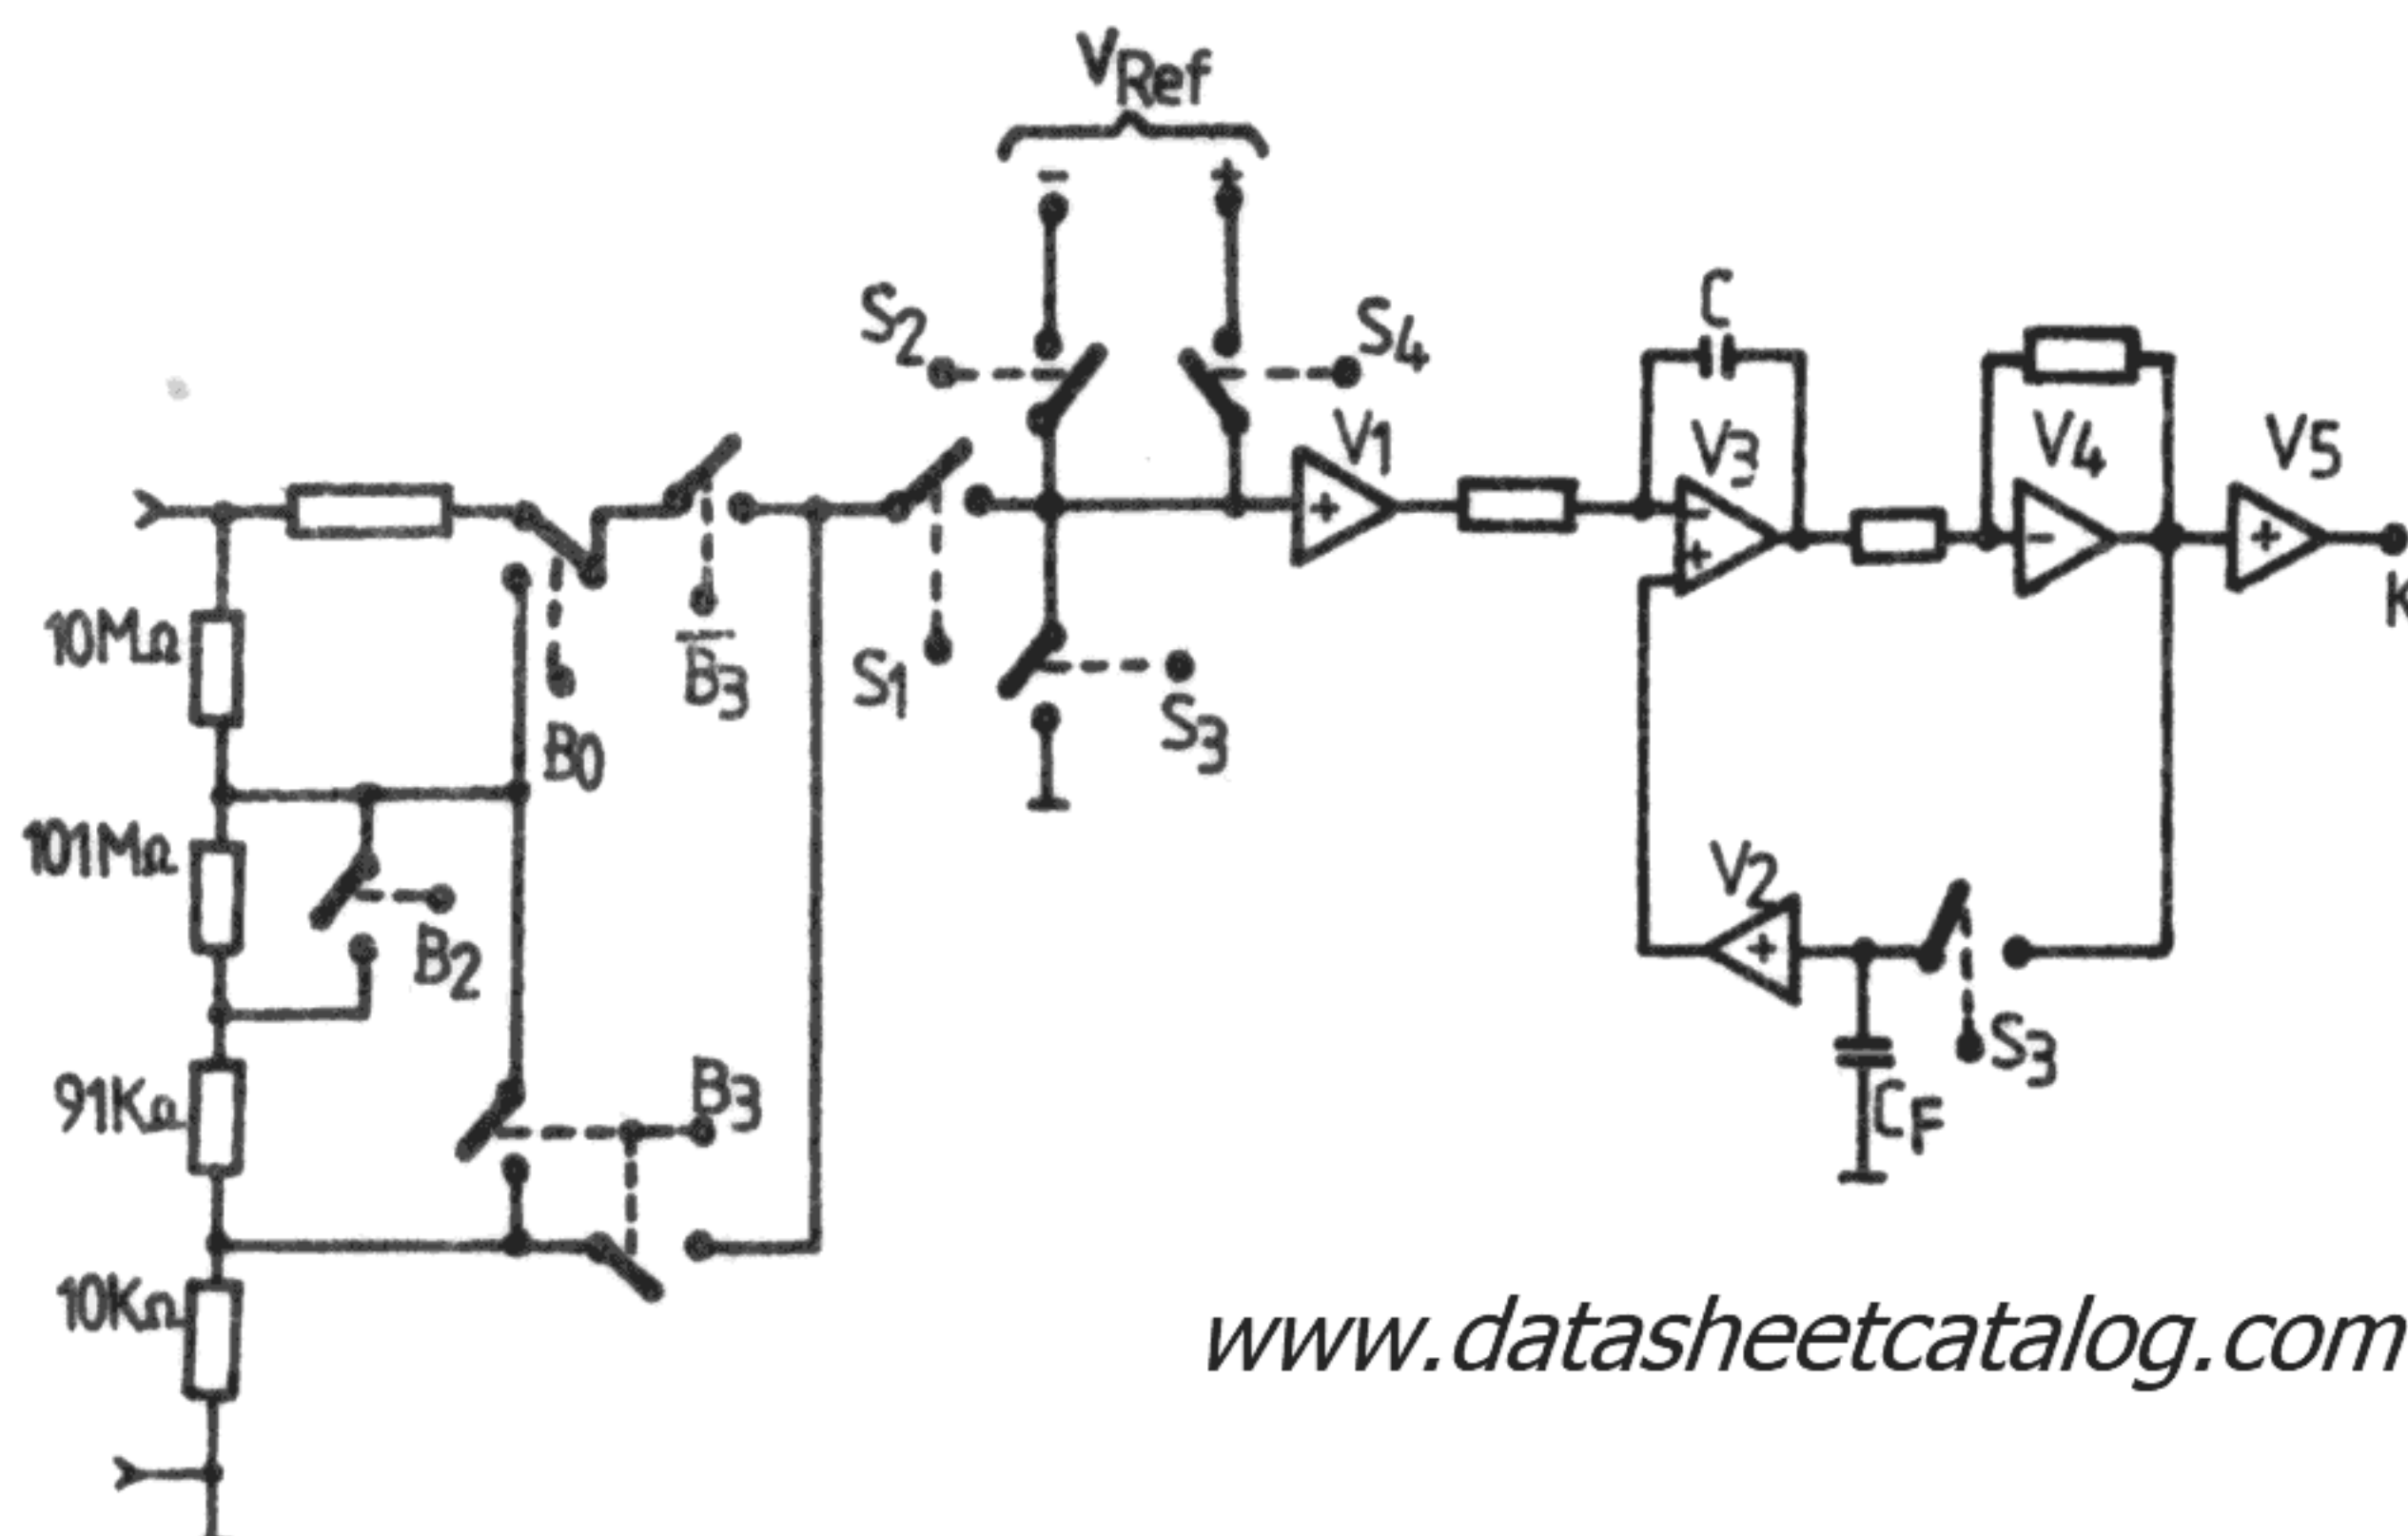 VRef
- +
S2
S4
C
V1
V3
V4
V5
10MΩ
B0
B3
S1
S3
101MΩ
B2
V2
91KΩ
B3
S3
CF
10KΩ
K
www.datasheetcatalog.com